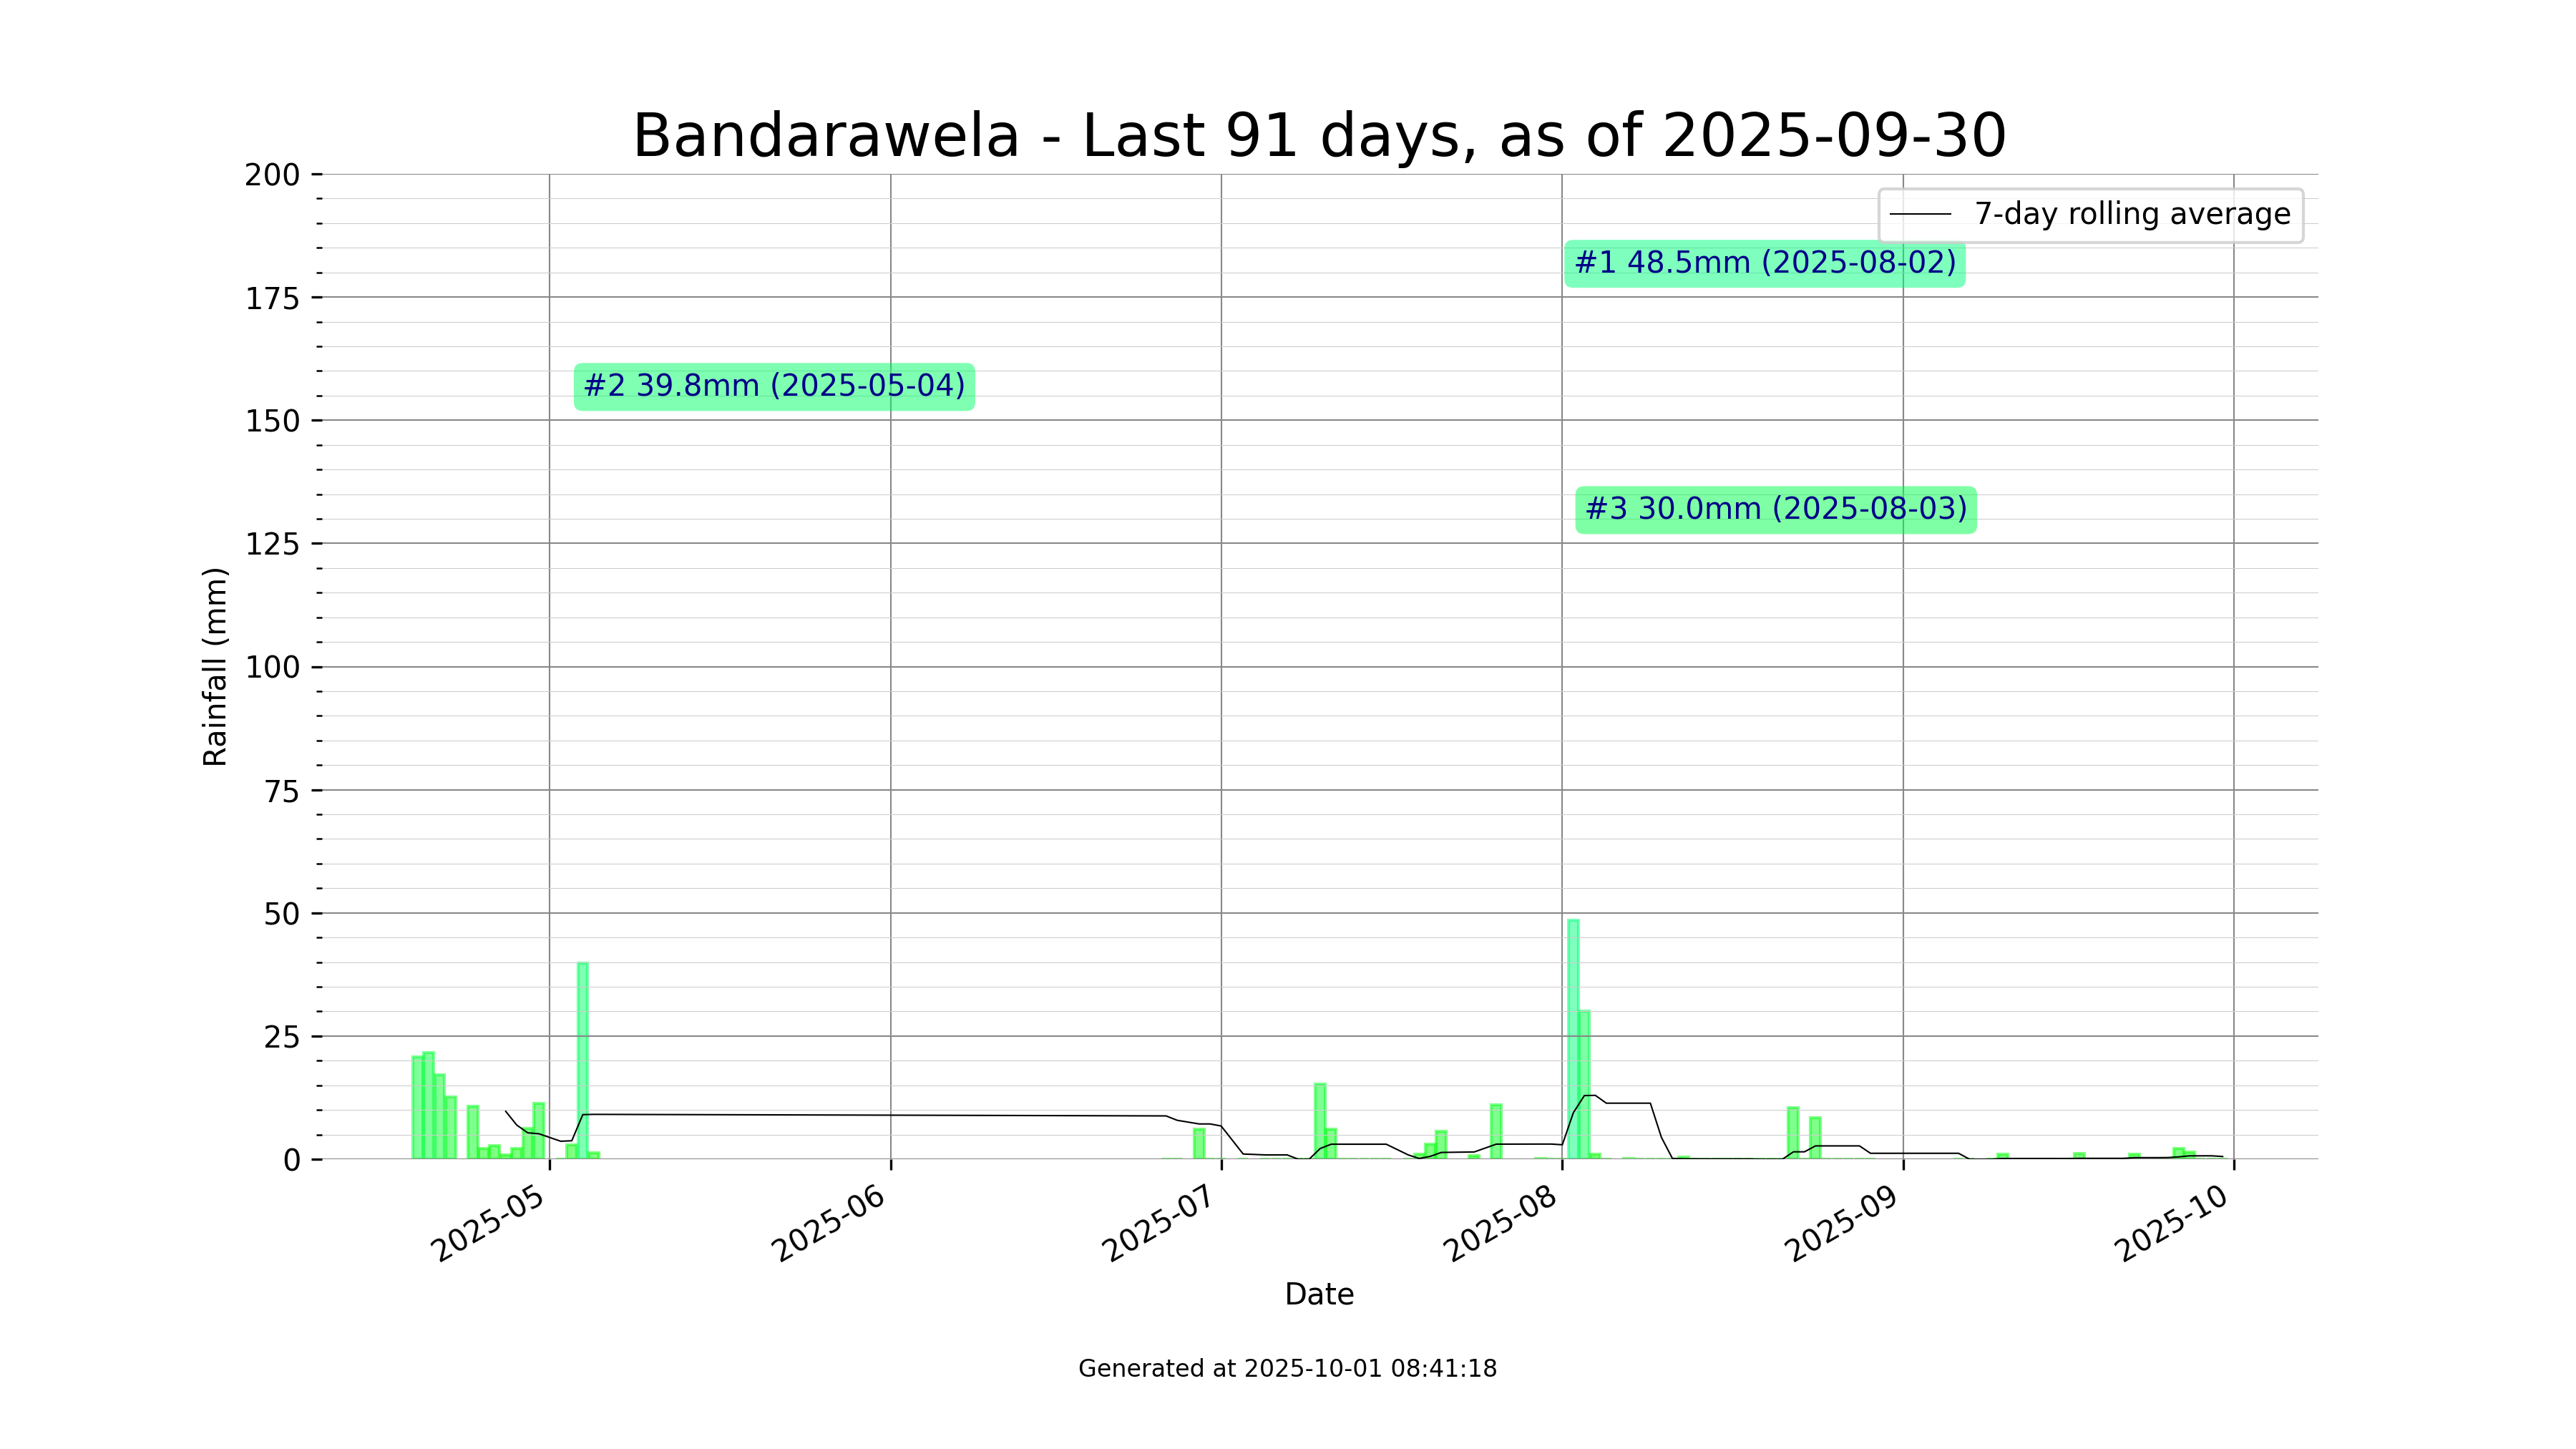 Bandarawela - Last 91 days, as of 2025-09-30
200
175
150
125
100
75
50
25
0
Rainfall (mm)
7-day rolling average
#1 48.5mm (2025-08-02)
#2 39.8mm (2025-05-04)
#3 30.0mm (2025-08-03)
2025-05
2025-06
2025-07
2025-08
2025-09
2025-10
Date
Generated at 2025-10-01 08:41:18